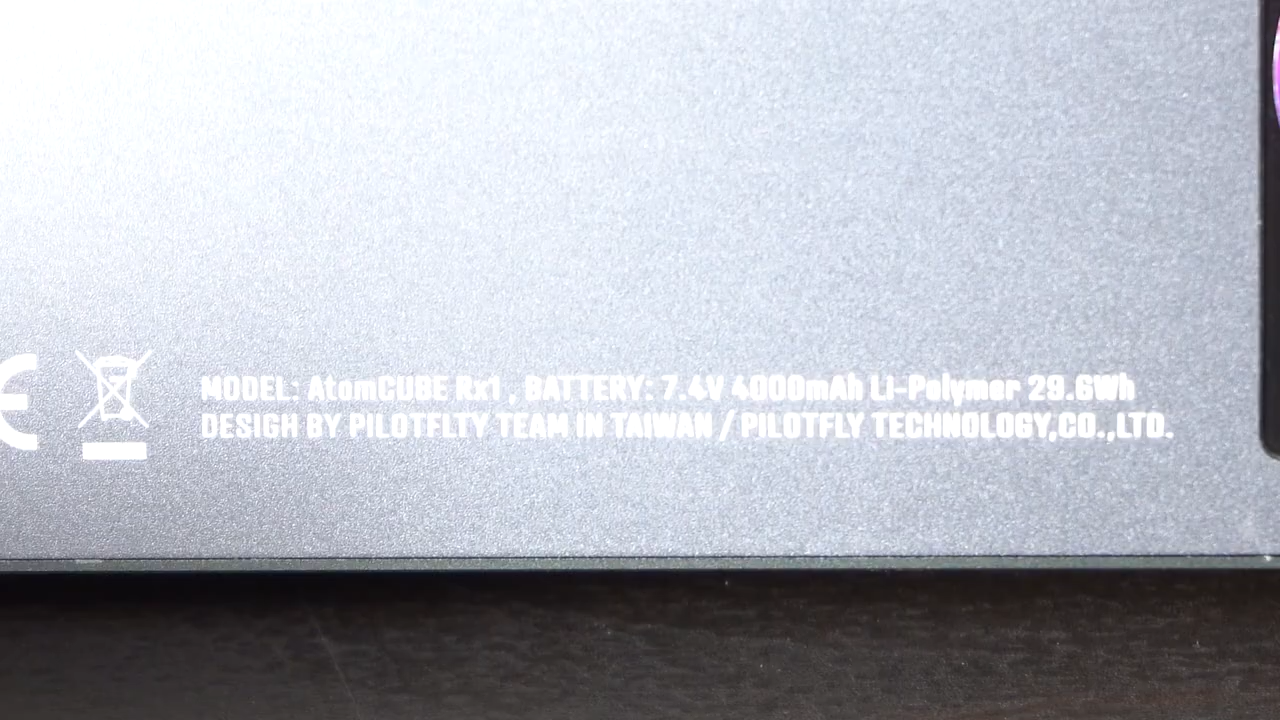 CE
MODEL: AtomCUBE Rx1 , BATTERY: 7.4V 4000mAh Li-Polymer 29.6Wh
DESIGN BY PILOTFLTY TEAM IN TAIWAN / PILOTFLY TECHNOLOGY,CO.,LTD.